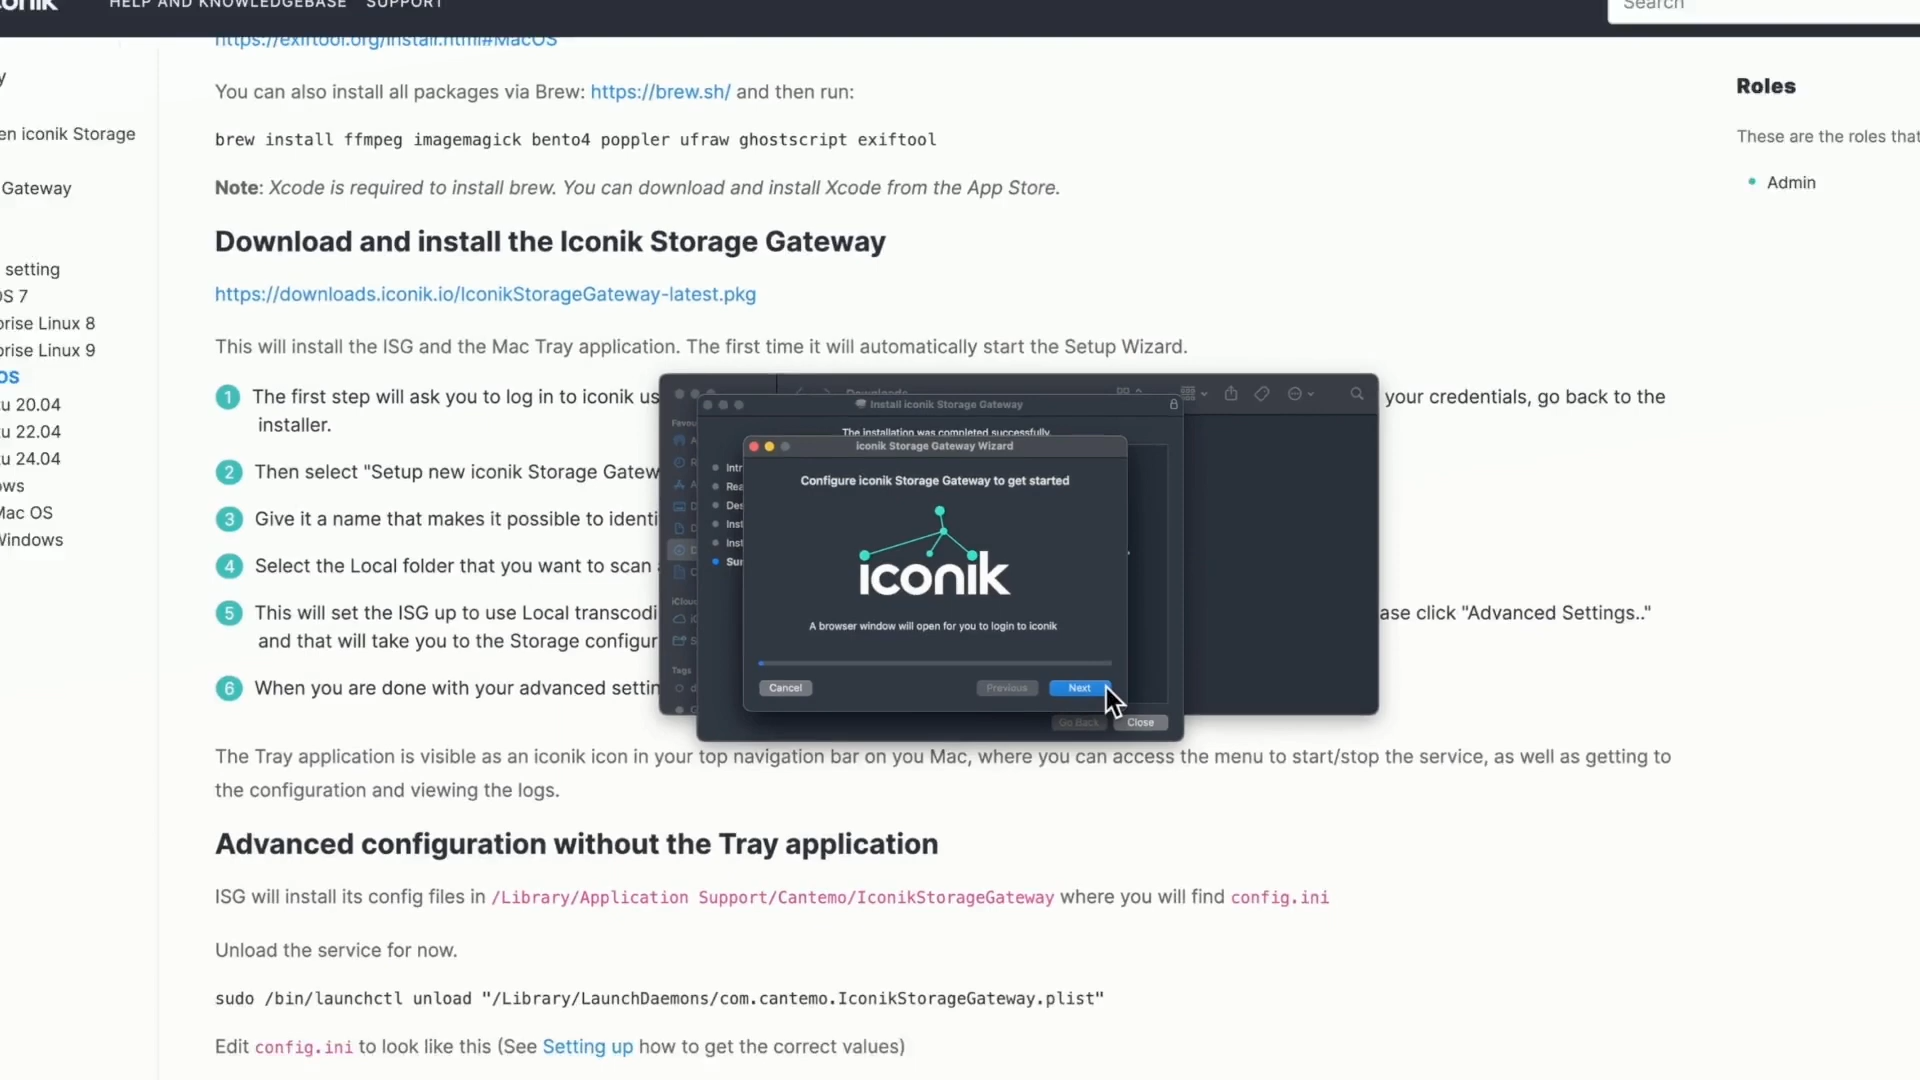 HELP AND KNOWLEDGEBASE SUPPORT
Search
https://exiftool.org/install.html#MacOS
You can also install all packages via Brew: https://brew.sh/ and then run:
brew install ffmpeg imagemagick bento4 poppler ufraw ghostscript exiftool
Note: Xcode is required to install brew. You can download and install Xcode from the App Store.
Download and install the Iconik Storage Gateway
https://downloads.iconik.io/IconikStorageGateway-latest.pkg
This will install the ISG and the Mac Tray application. The first time it will automatically start the Setup Wizard.
1 The first step will ask you to log in to iconik us
your credentials, go back to the
installer.
2 Then select "Setup new iconik Storage Gatew
3 Give it a name that makes it possible to identi
4 Select the Local folder that you want to scan
5 This will set the ISG up to use Local transcodi
ase click "Advanced Settings.."
and that will take you to the Storage configur
6 When you are done with your advanced settin
The Tray application is visible as an iconik icon in your top navigation bar on you Mac, where you can access the menu to start/stop the service, as well as getting to
the configuration and viewing the logs.
Advanced configuration without the Tray application
ISG will install its config files in /Library/Application Support/Cantemo/IconikStorageGateway where you will find config.ini
Unload the service for now.
sudo /bin/launchctl unload "/Library/LaunchDaemons/com.cantemo.IconikStorageGateway.plist"
Edit config.ini to look like this (See Setting up how to get the correct values)
y
en iconik Storage
Gateway
setting
OS 7
prise Linux 8
prise Linux 9
OS
tu 20.04
tu 22.04
tu 24.04
ows
Mac OS
Windows
Roles
These are the roles that
Admin
Downloads
Favou
iClou
Tags
Install iconik Storage Gateway
The installation was completed successfully.
Intr
Rea
Des
Inst
Inst
Sur
Go Back
Close
iconik Storage Gateway Wizard
Configure iconik Storage Gateway to get started
iconik
A browser window will open for you to login to iconik
Cancel
Previous
Next